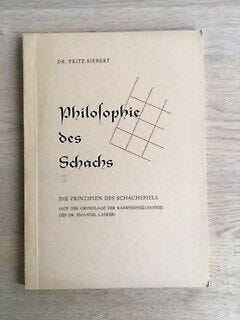 DR. FRITZ SIEBERT
Philosophie
des
Schachs
I
DIE PRINZIPIEN DES SCHACHSPIELS
(AUF DER GRUNDLAGE DER KAMPFESPHILOSOPHIE
DES DR. EMANUEL LASKER)